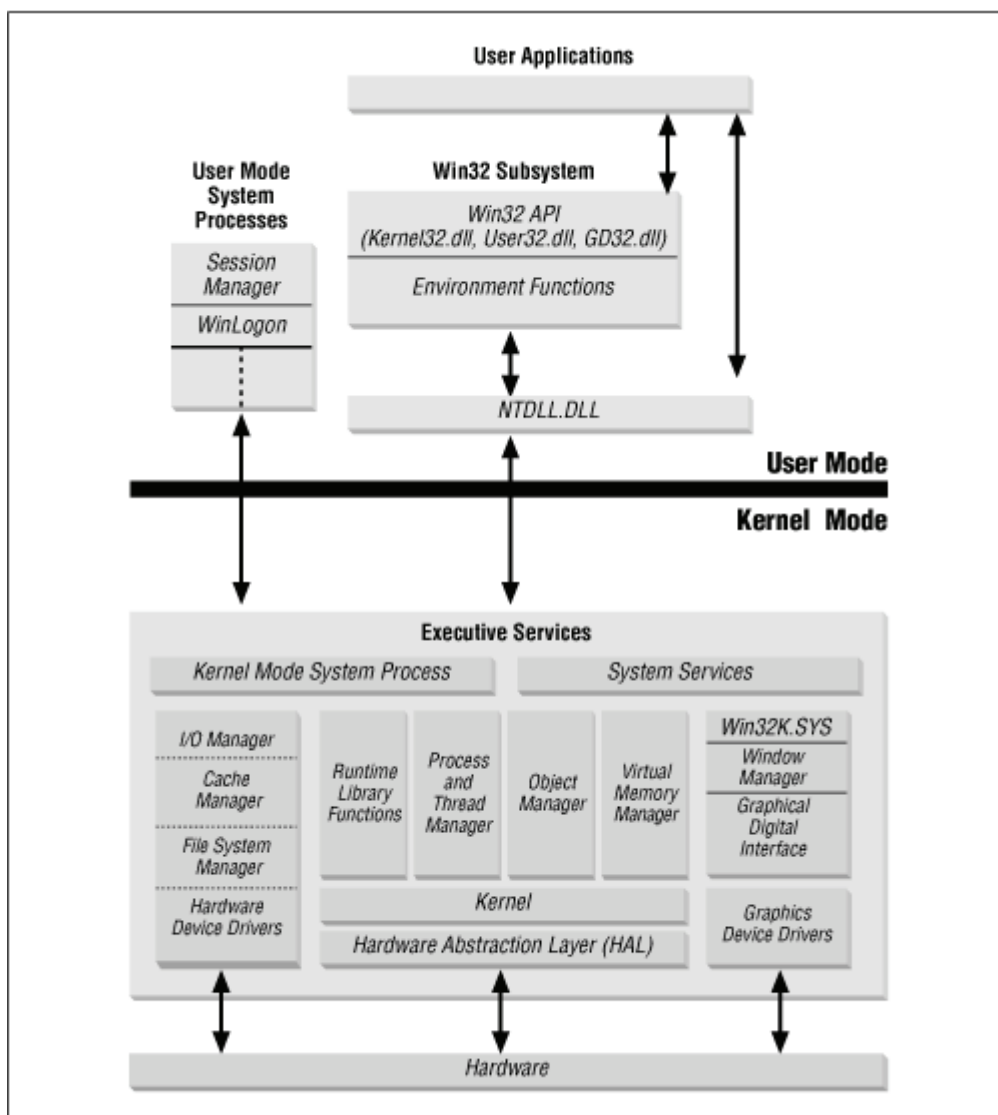 User Applications
User Mode
System
Processes
Session
Manager
WinLogon
Win32 Subsystem
Win32 API
(Kernel32.dll, User32.dll, GD32.dll)
Environment Functions
NTDLL.DLL
User Mode
Kernel Mode
Executive Services
Kernel Mode System Process
System Services
I/O Manager
Cache
Manager
File System
Manager
Hardware
Device Drivers
Runtime
Library
Functions
Process
and
Thread
Manager
Object
Manager
Virtual
Memory
Manager
Win32K.SYS
Window
Manager
Graphical
Digital
Interface
Kernel
Hardware Abstraction Layer (HAL)
Graphics
Device Drivers
Hardware